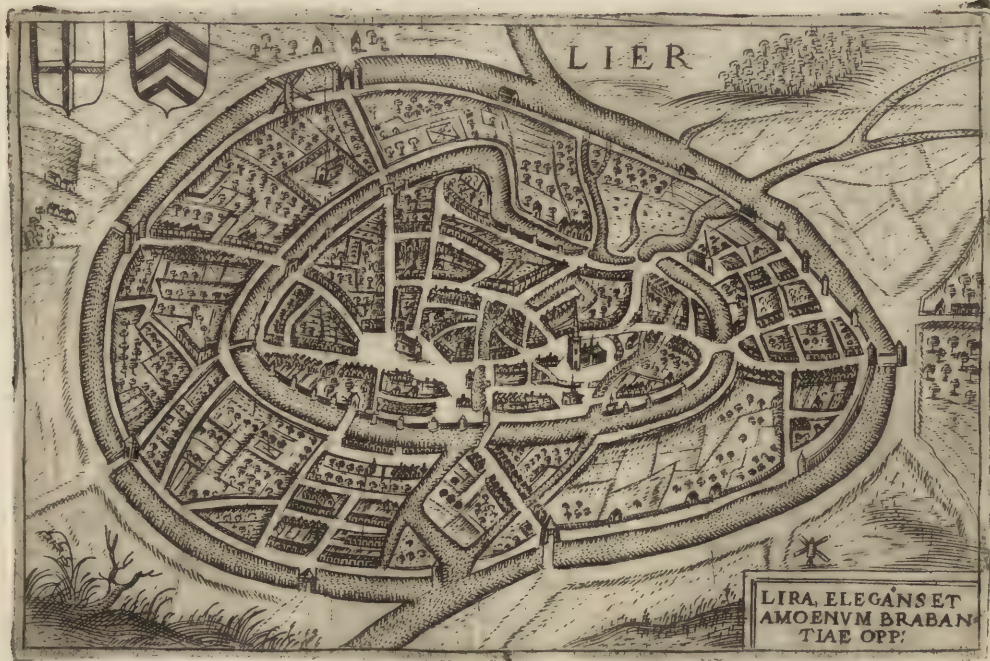 LIER
LIRA, ELEGANS ET
AMOENVM BRABAN-
TIAE OPP: